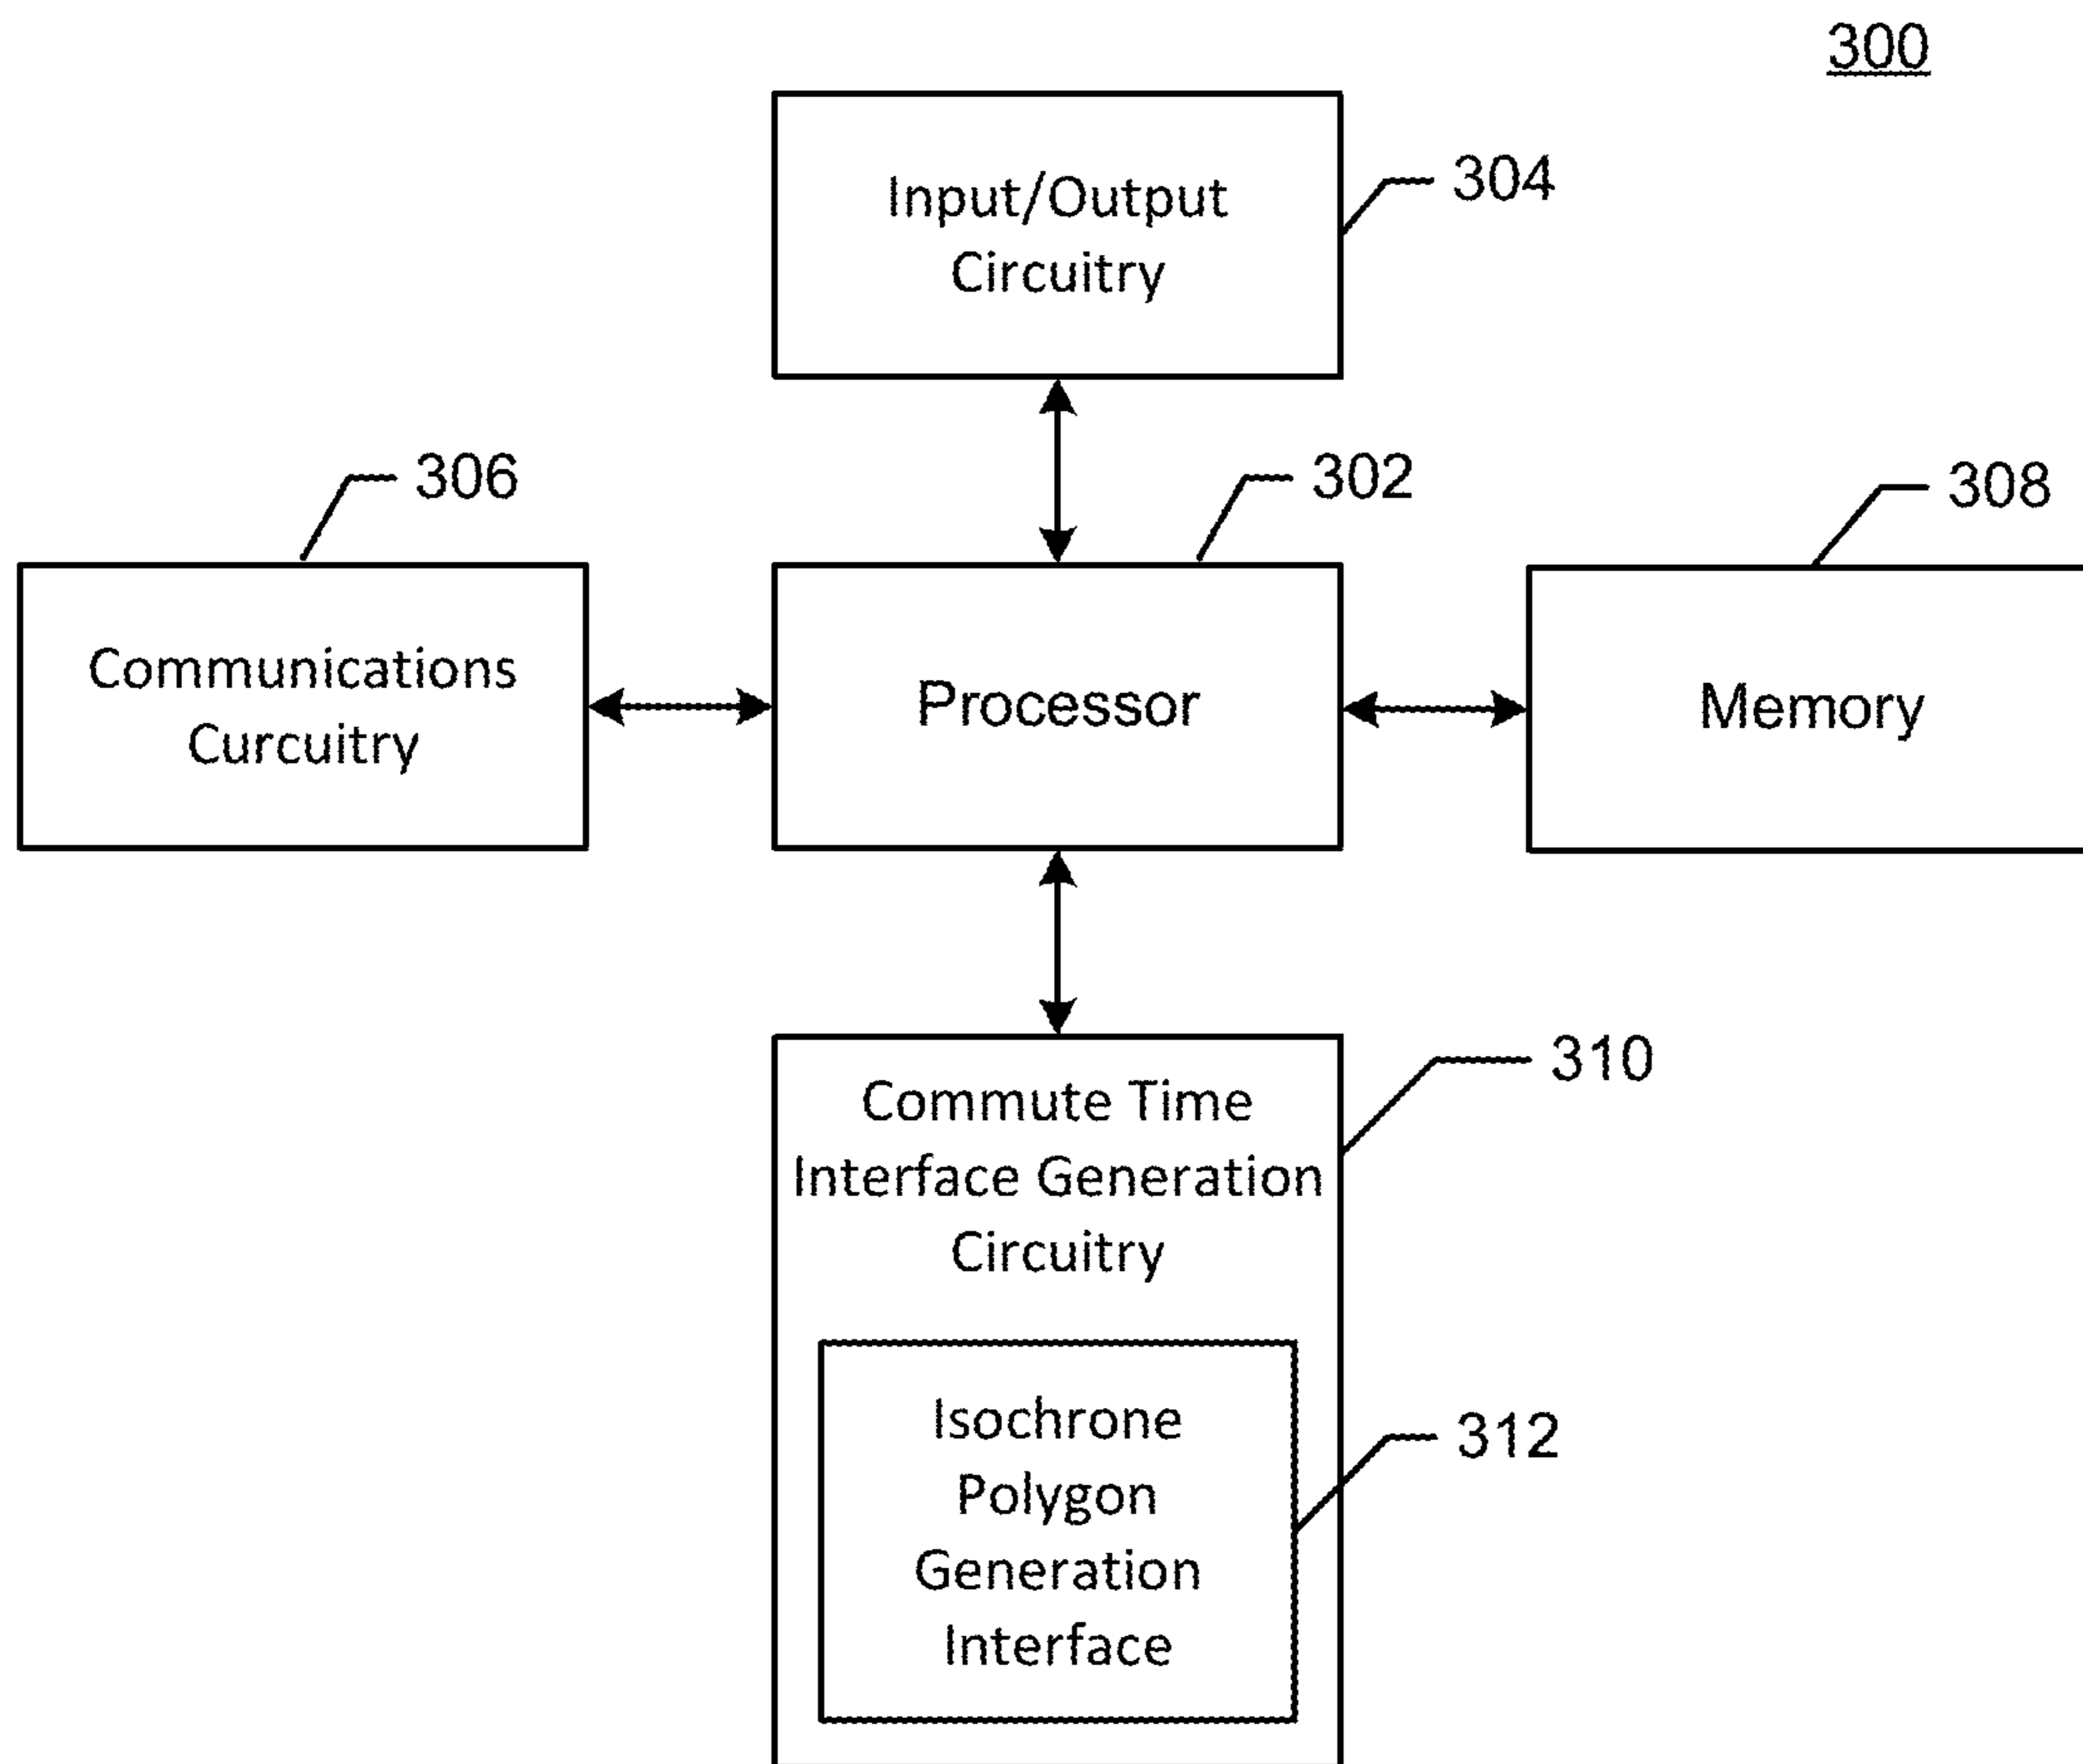 300
Input/Output
Circuitry
304
306
302
308
Communications
Curcuitry
Processor
Memory
310
Commute Time
Interface Generation
Circuitry
Isochrone
Polygon
Generation
Interface
312